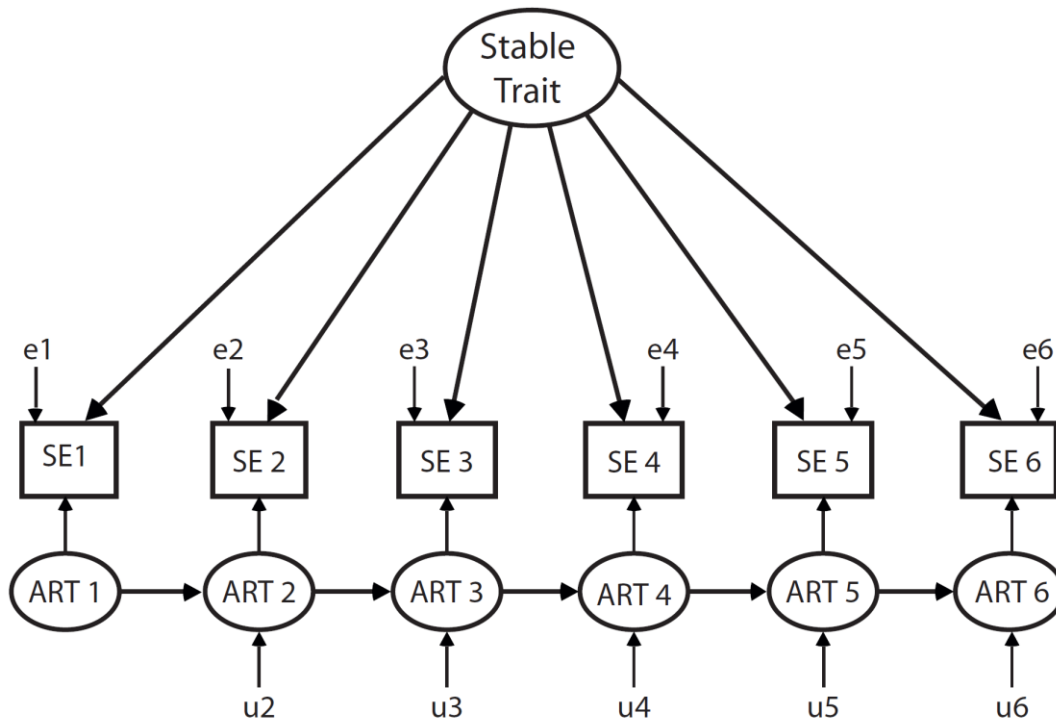 Stable
Trait
e1 e2 e3 e4 e5 e6
SE1 SE 2 SE 3 SE 4 SE 5 SE 6
ART 1 ART 2 ART 3 ART 4 ART 5 ART 6
u2 u3 u4 u5 u6